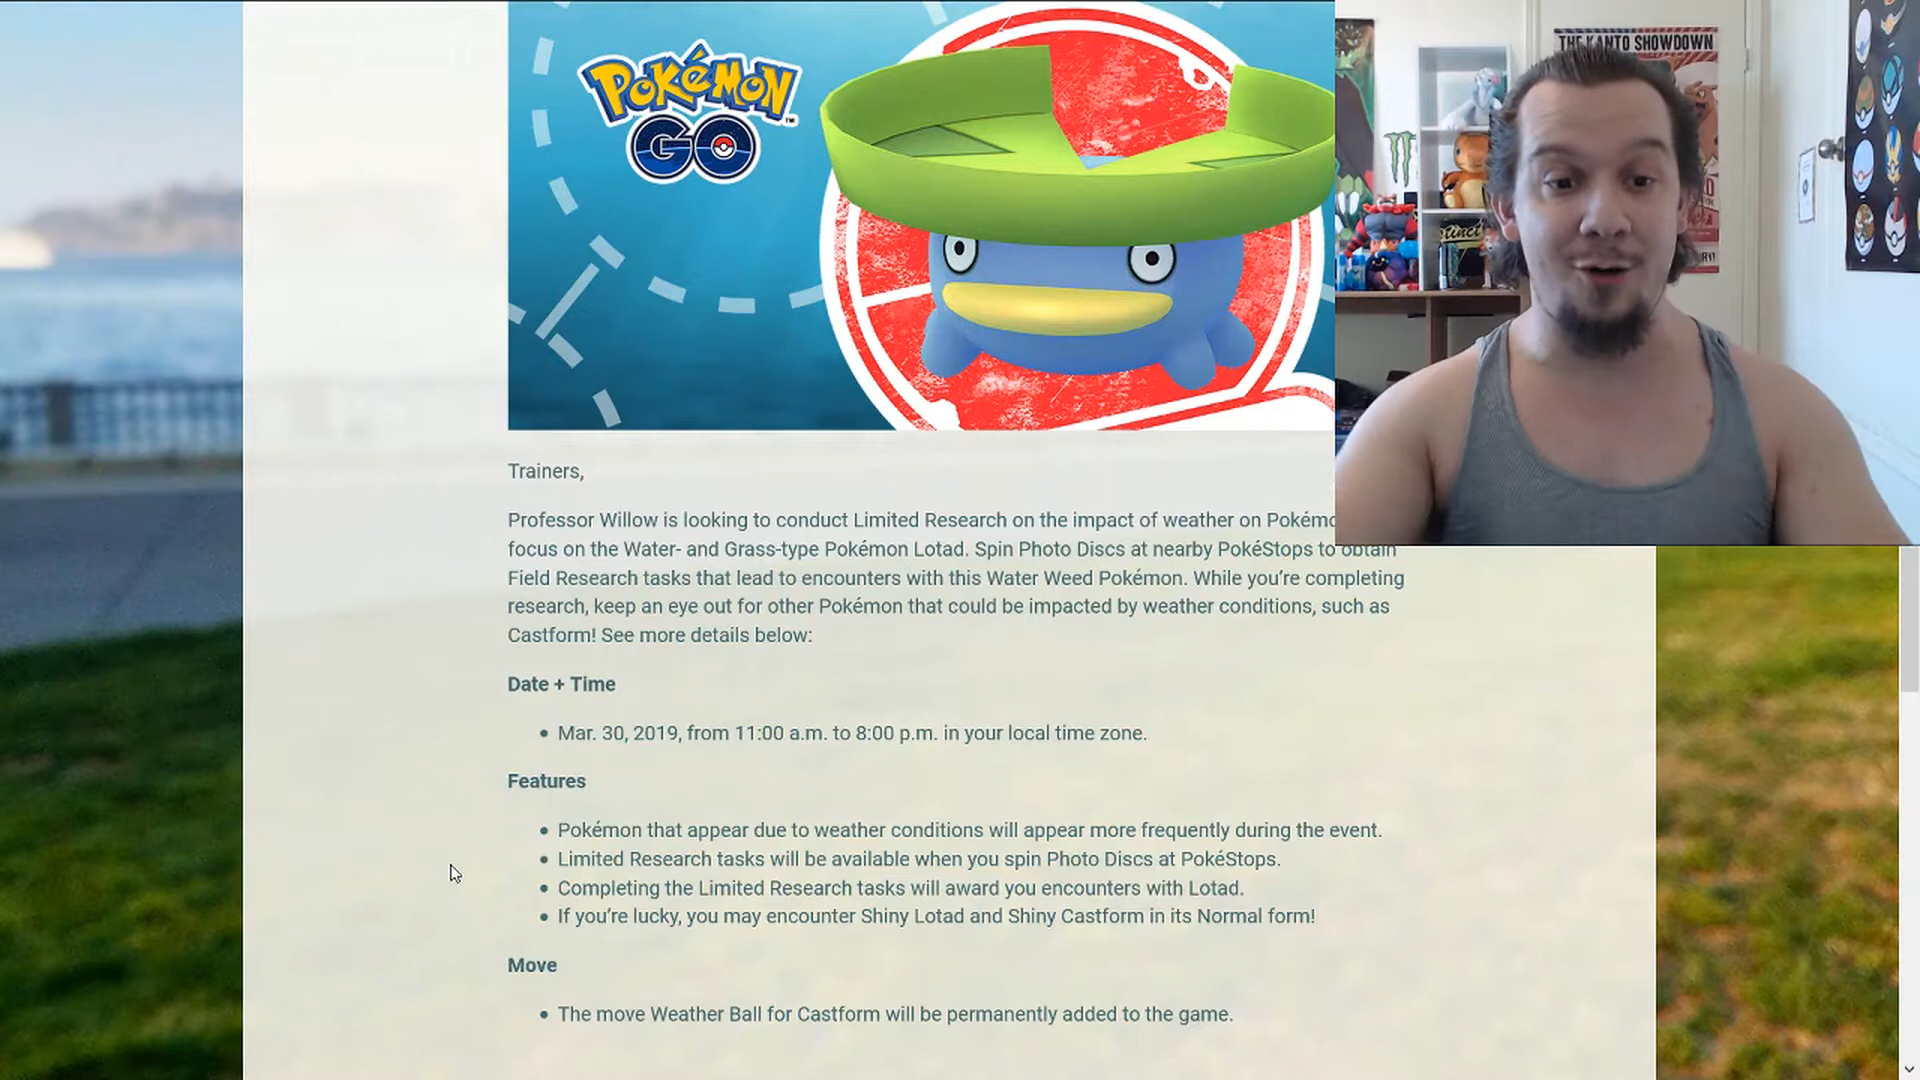 POKéMON
GO
THE KANTO SHOWDOWN
Trainers,
Professor Willow is looking to conduct Limited Research on the impact of weather on
focus on the Water- and Grass-type Pokémon Lotad. Spin Photo Discs at nearby PokéStops to obtain
Field Research tasks that lead to encounters with this Water Weed Pokémon. While you’re completing
research, keep an eye out for other Pokémon that could be impacted by weather conditions, such as
Castform! See more details below:
Date + Time
• Mar. 30, 2019, from 11:00 a.m. to 8:00 p.m. in your local time zone.
Features
• Pokémon that appear due to weather conditions will appear more frequently during the event.
• Limited Research tasks will be available when you spin Photo Discs at PokéStops.
• Completing the Limited Research tasks will award you encounters with Lotad.
• If you’re lucky, you may encounter Shiny Lotad and Shiny Castform in its Normal form!
Move
• The move Weather Ball for Castform will be permanently added to the game.